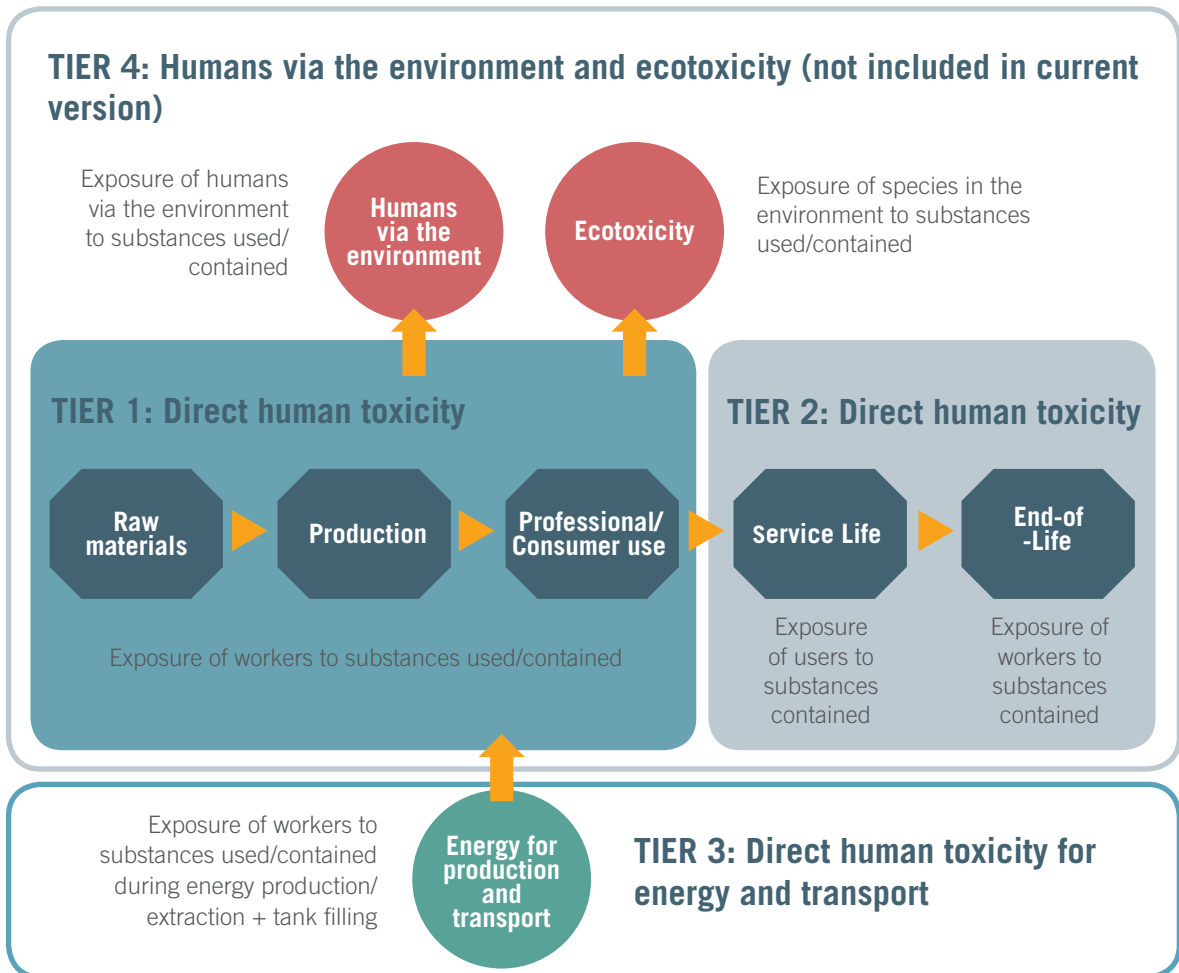 TIER 4: Humans via the environment and ecotoxicity (not included in current
version)
Exposure of humans
via the environment
to substances used/
contained
Humans
via the
environment
Ecotoxicity
Exposure of species in the
environment to substances
used/contained
TIER 1: Direct human toxicity
Raw
materials
Production
Professional/
Consumer use
Exposure of workers to substances used/contained
TIER 2: Direct human toxicity
Service Life
End-of
-Life
Exposure
of users to
substances
contained
Exposure of
workers to
substances
contained
Exposure of workers to
substances used/contained
during energy production/
extraction + tank filling
Energy for
production
and
transport
TIER 3: Direct human toxicity for
energy and transport